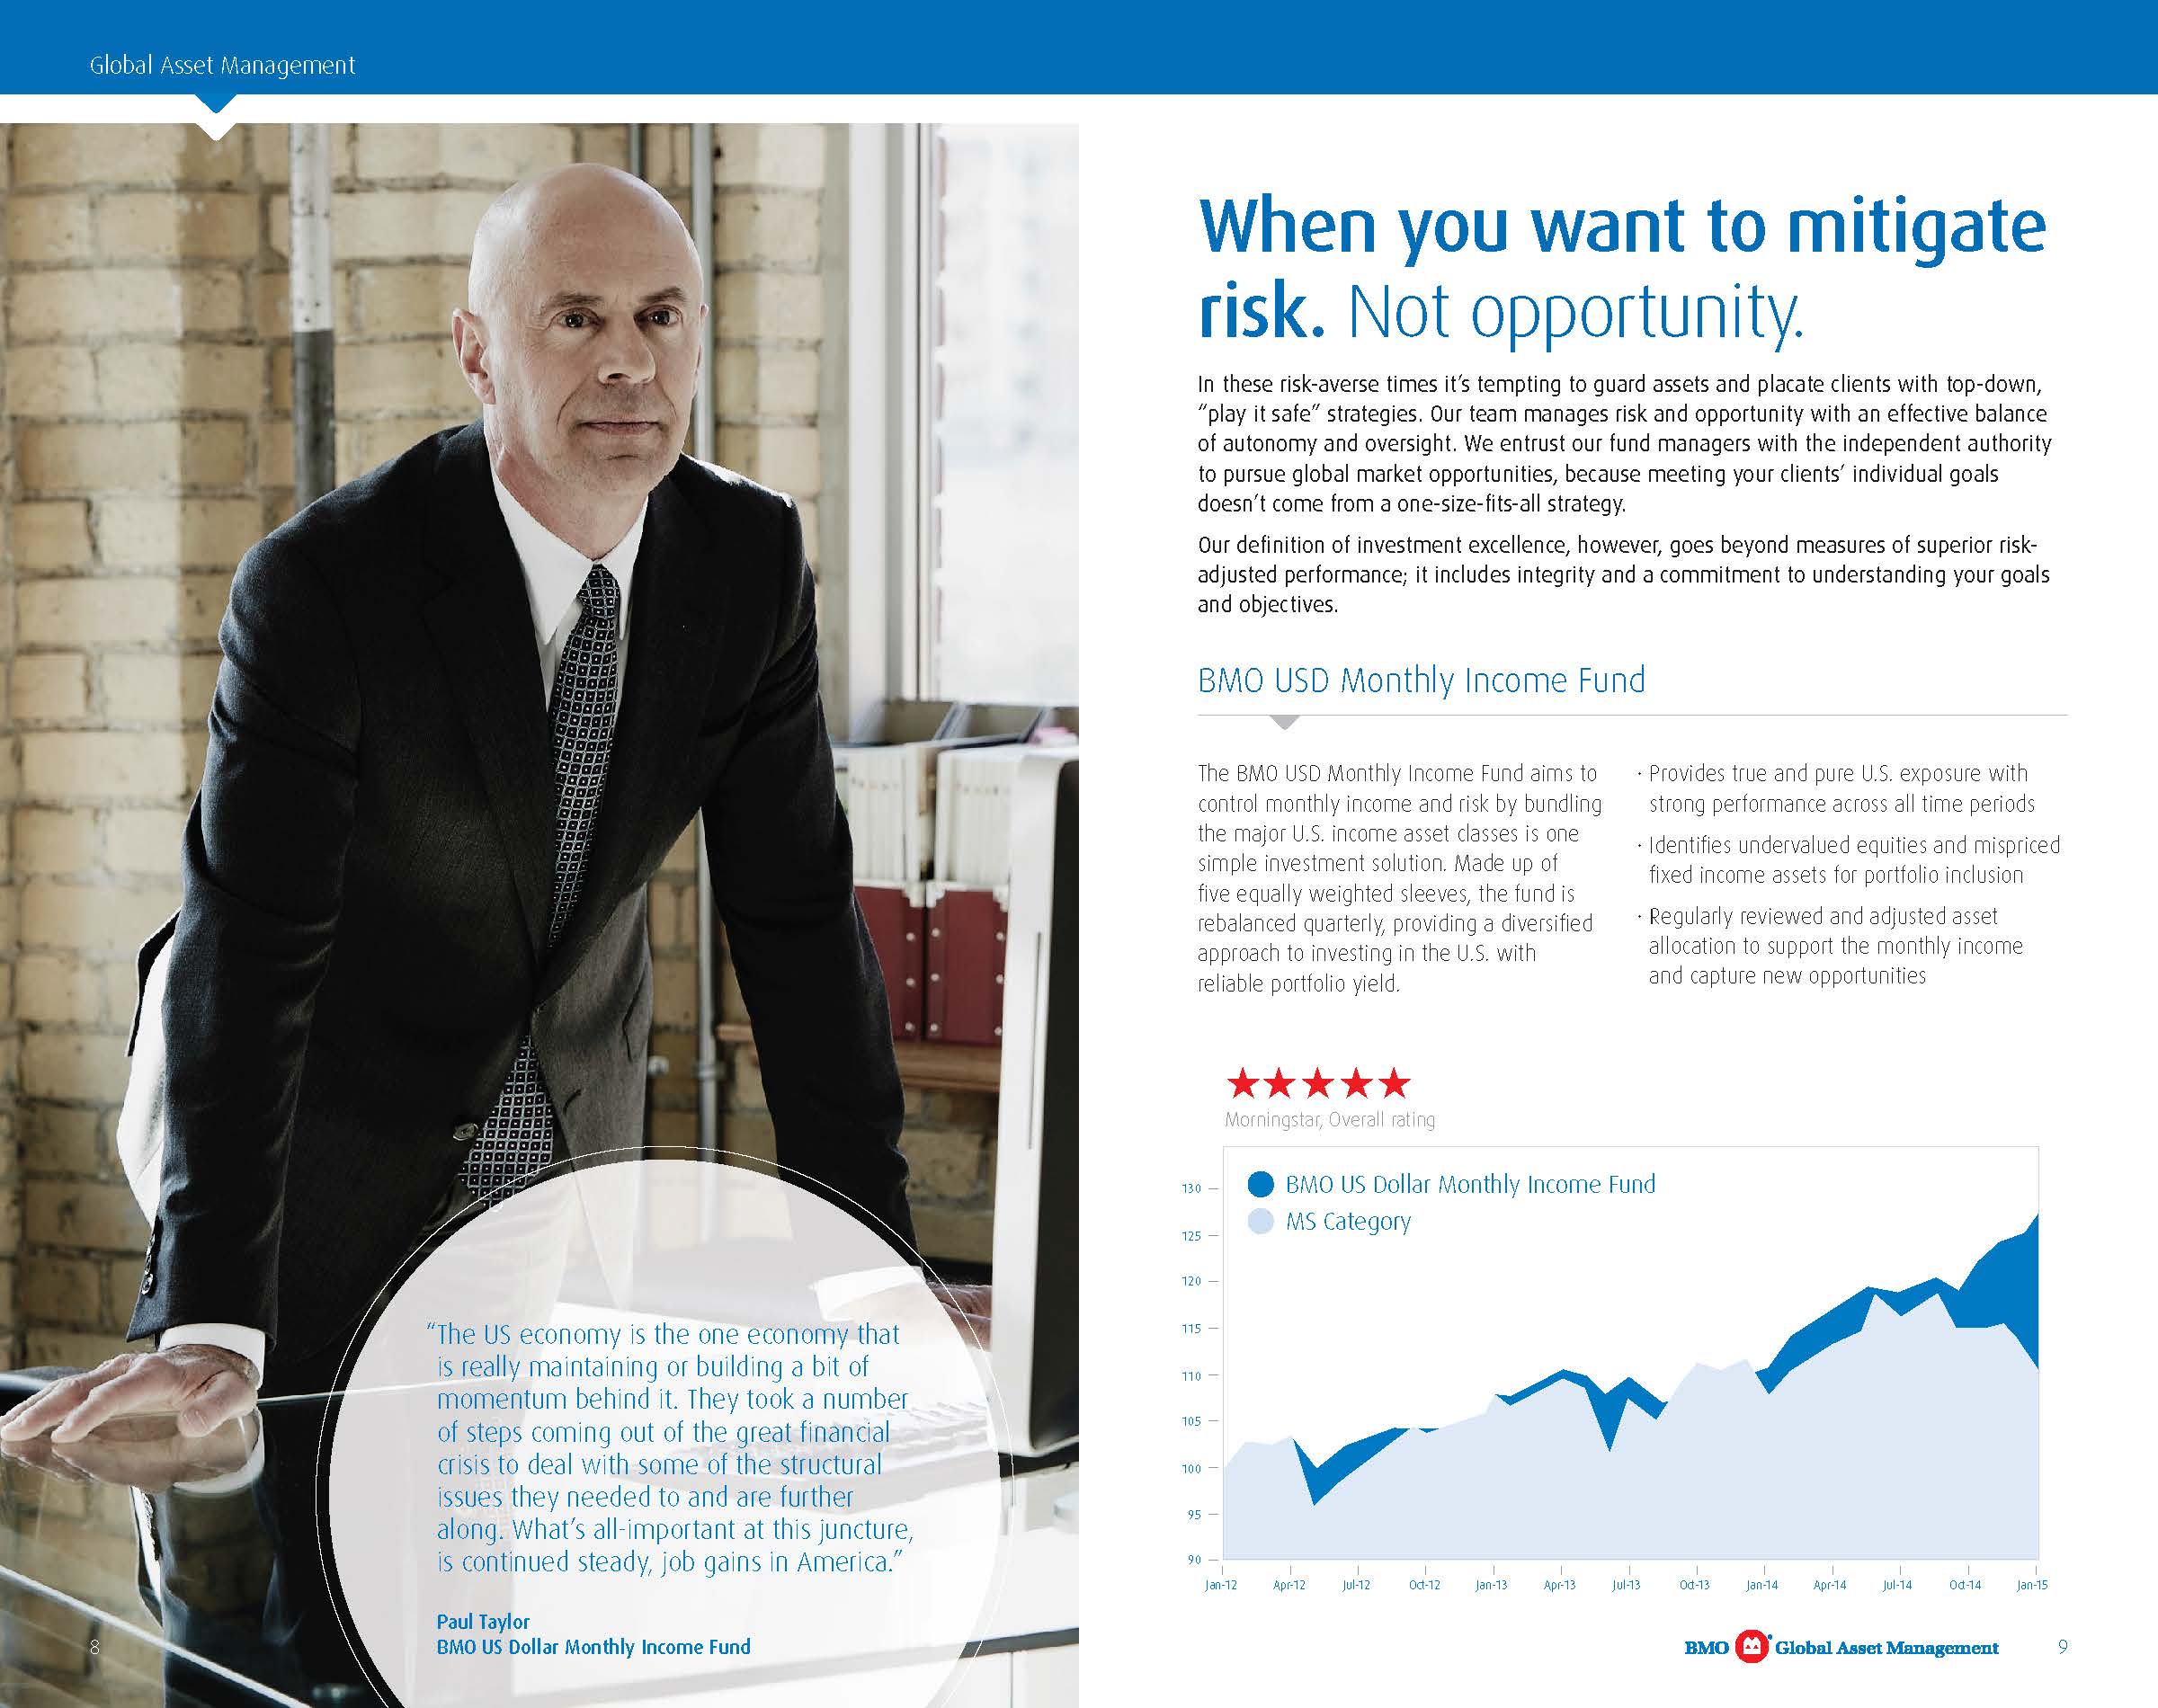 Global Asset Management
“The US economy is the one economy that
is really maintaining or building a bit of
momentum behind it. They took a number
of steps coming out of the great financial
crisis to deal with some of the structural
issues they needed to and are further
along. What’s all-important at this juncture,
is continued steady, job gains in America.”
Paul Taylor
BMO US Dollar Monthly Income Fund
8
When you want to mitigate
risk. Not opportunity.
In these risk-averse times it’s tempting to guard assets and placate clients with top-down,
“play it safe” strategies. Our team manages risk and opportunity with an effective balance
of autonomy and oversight. We entrust our fund managers with the independent authority
to pursue global market opportunities, because meeting your clients’ individual goals
doesn’t come from a one-size-fits-all strategy.
Our definition of investment excellence, however, goes beyond measures of superior risk-
adjusted performance; it includes integrity and a commitment to understanding your goals
and objectives.
BMO USD Monthly Income Fund
The BMO USD Monthly Income Fund aims to
control monthly income and risk by bundling
the major U.S. income asset classes is one
simple investment solution. Made up of
five equally weighted sleeves, the fund is
rebalanced quarterly, providing a diversified
approach to investing in the U.S. with
reliable portfolio yield.
· Provides true and pure U.S. exposure with
strong performance across all time periods
· Identifies undervalued equities and mispriced
fixed income assets for portfolio inclusion
· Regularly reviewed and adjusted asset
allocation to support the monthly income
and capture new opportunities
Morningstar, Overall rating
BMO US Dollar Monthly Income Fund
MS Category
130
125
120
115
110
105
100
95
90
Jan-12 Apr-12 Jul-12 Oct-12 Jan-13 Apr-13 Jul-13 Oct-13 Jan-14 Apr-14 Jul-14 Oct-14 Jan-15
BMO Global Asset Management
9